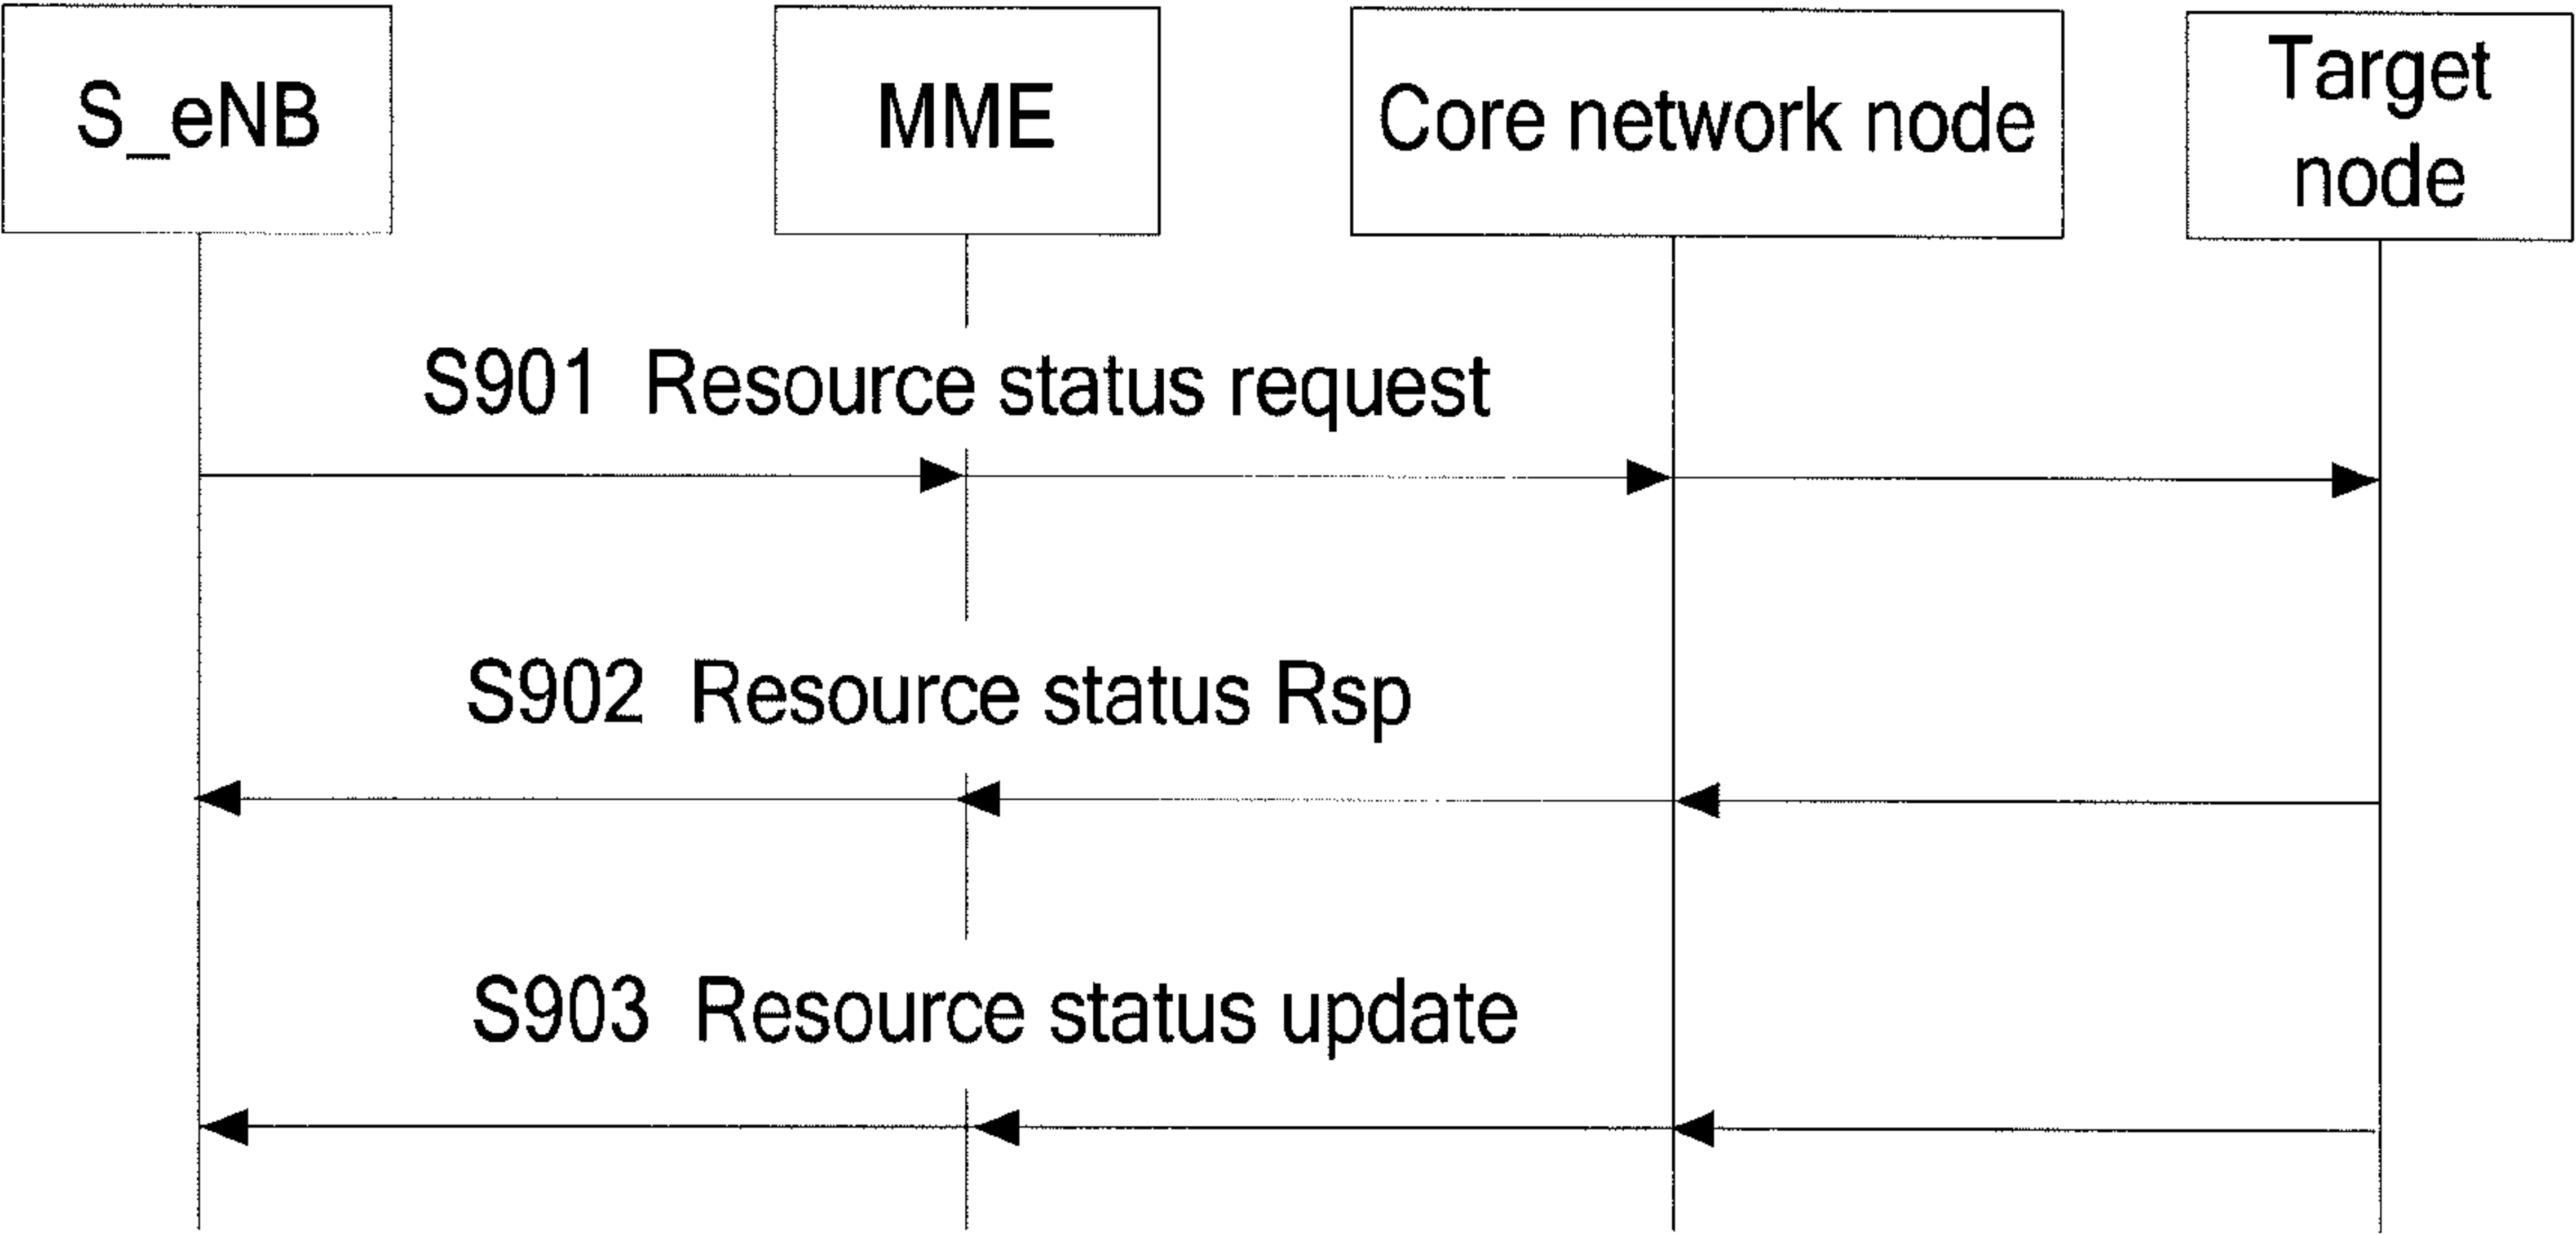 S_eNB
MME
Core network node
Target
node
S901 Resource status request
S902 Resource status Rsp
S903 Resource status update